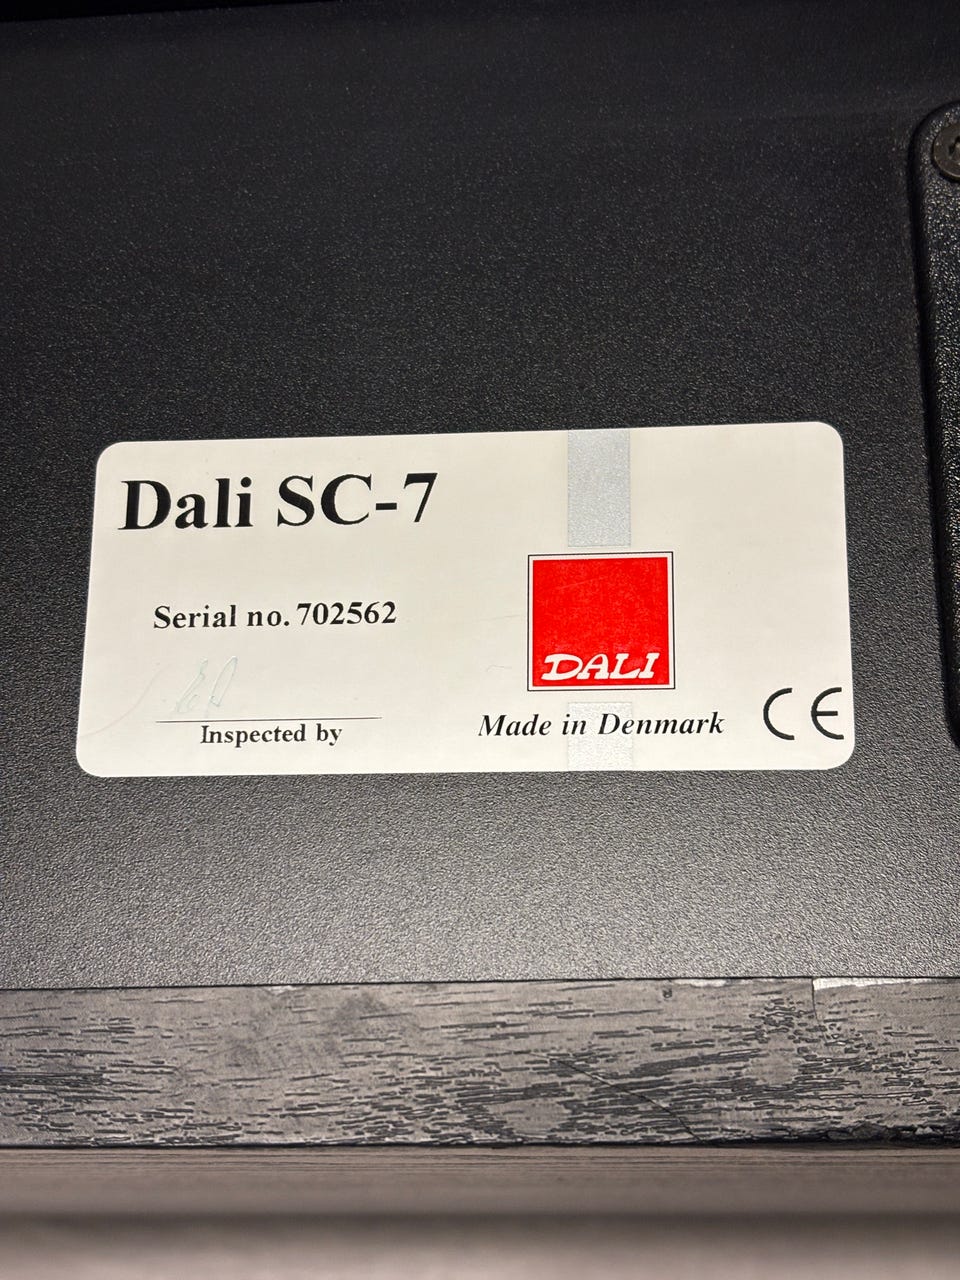 Dali SC-7
Serial no. 702562
Inspected by
DALI
Made in Denmark
CE